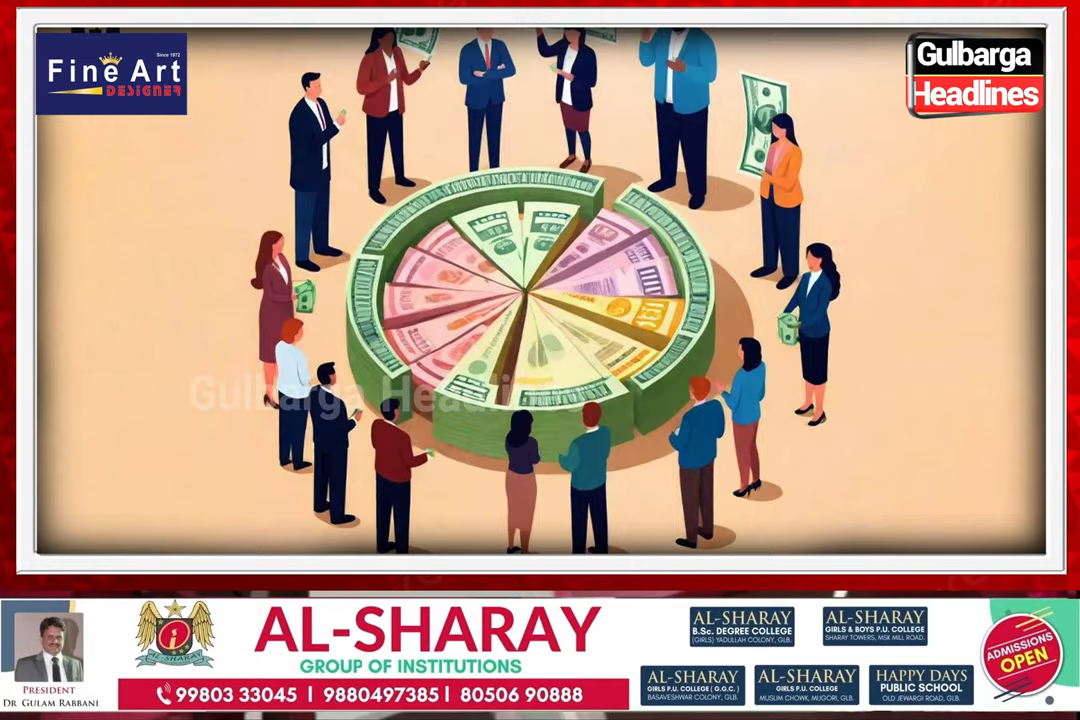 Since 1972
Fine Art
DESIGNER
Gulbarga
Headlines
Gulbarga Headlines
AL-SHARAY
PRESIDENT
DR. GULAM RABBANI
AL-SHARAY
GROUP OF INSTITUTIONS
99803 33045 | 9880497385 | 80506 90888
AL-SHARAY
B.Sc. DEGREE COLLEGE
(GIRLS) YADULLAH COLONY, GLB.
AL-SHARAY
GIRLS & BOYS P.U. COLLEGE
SHARAY TOWERS, MSK MILL ROAD.
AL-SHARAY
GIRLS P.U. COLLEGE ( G.G.C. )
BASAVESHWAR COLONY, GLB.
AL-SHARAY
GIRLS P.U. COLLEGE
MUSLIM CHOWK, MUGORI, GLB.
HAPPY DAYS
PUBLIC SCHOOL
OLD JEWARGI ROAD, GLB.
ADMISSIONS
OPEN